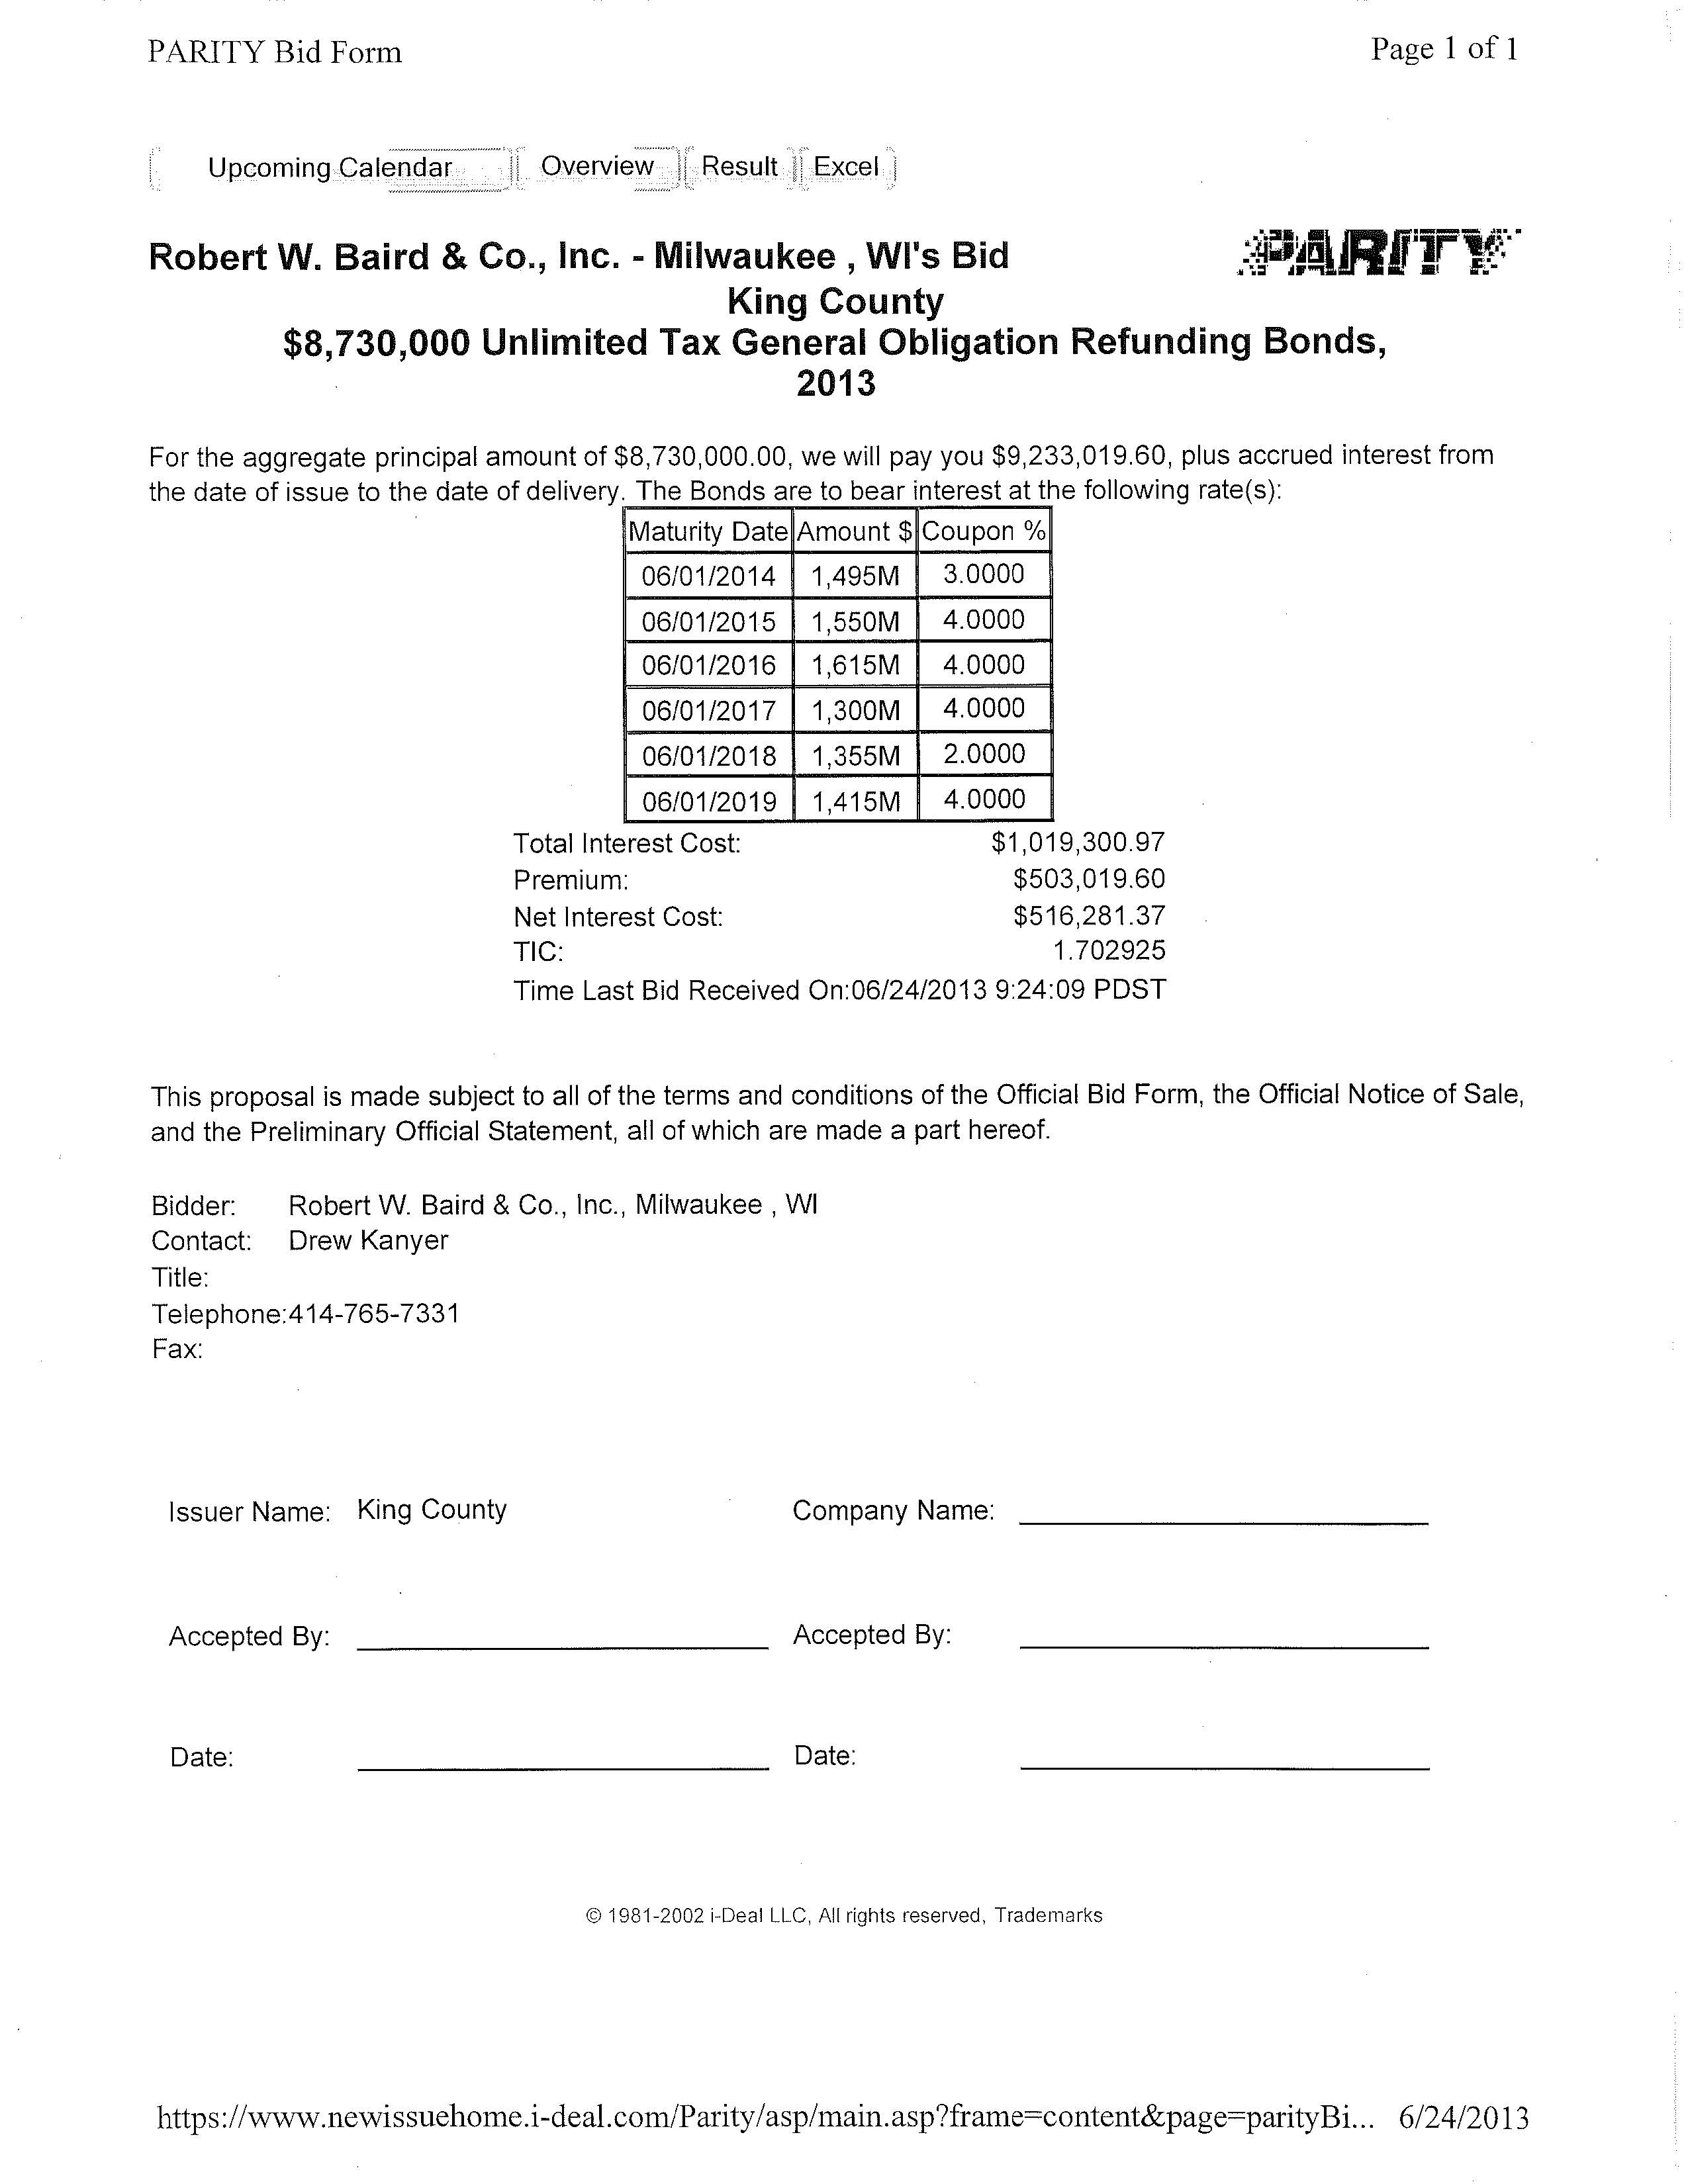 PARITY Bid Form Page 1 of 1
Upcoming Calendar Overview Result Excel
Robert W. Baird & Co., Inc. - Milwaukee , WI's Bid PARITY
King County
$8,730,000 Unlimited Tax General Obligation Refunding Bonds,
2013
For the aggregate principal amount of $8,730,000.00, we will pay you $9,233,019.60, plus accrued interest from
the date of issue to the date of delivery. The Bonds are to bear interest at the following rate(s):
Maturity Date Amount $ Coupon %
06/01/2014 1,495M 3.0000
06/01/2015 1,550M 4.0000
06/01/2016 1,615M 4.0000
06/01/2017 1,300M 4.0000
06/01/2018 1,355M 2.0000
06/01/2019 1,415M 4.0000
Total Interest Cost: $1,019,300.97
Premium: $503,019.60
Net Interest Cost: $516,281.37
TIC: 1.702925
Time Last Bid Received On:06/24/2013 9:24:09 PDST
This proposal is made subject to all of the terms and conditions of the Official Bid Form, the Official Notice of Sale,
and the Preliminary Official Statement, all of which are made a part hereof.
Bidder: Robert W. Baird & Co., Inc., Milwaukee , WI
Contact: Drew Kanyer
Title:
Telephone:414-765-7331
Fax:
Issuer Name: King County Company Name:
Accepted By: Accepted By:
Date: Date:
© 1981-2002 i-Deal LLC, All rights reserved, Trademarks
https://www.newissuehome.i-deal.com/Parity/asp/main.asp?frame=content&page=parityBi... 6/24/2013